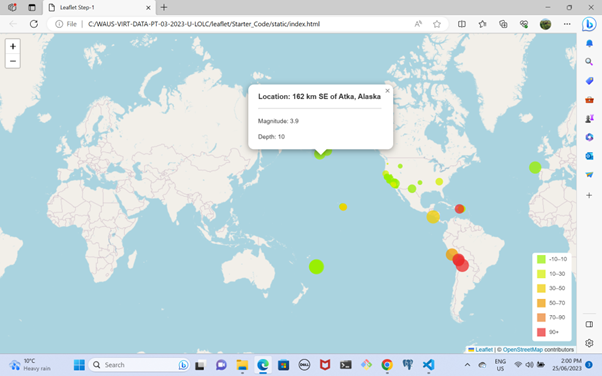 Leaflet Step-1
File
C:/WAUS-VIRT-DATA-PT-03-2023-U-LOLC/leaflet/Starter_Code/static/index.html
+
−
Location: 162 km SE of Atka, Alaska
Magnitude: 3.9
Depth: 10
-10–10
10–30
30–50
50–70
70–90
90+
Leaflet | © OpenStreetMap contributors
10°C
Heavy rain
Search
DELL
ENG
US
2:00 PM
25/06/2023